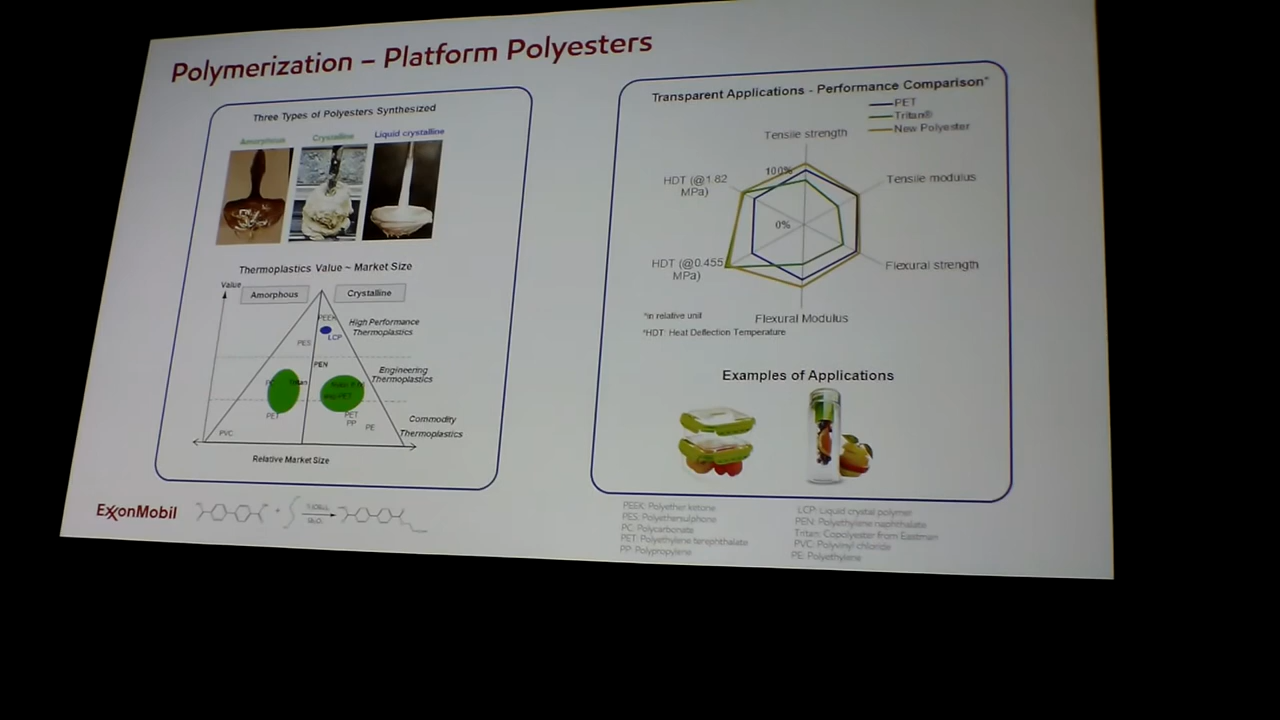 Polymerization – Platform Polyesters
Three Types of Polyesters Synthesized
Amorphous
Crystalline
Liquid crystalline
Thermoplastics Value ~ Market Size
Value
Amorphous
Crystalline
PEEK
LCP
PES
High Performance
Thermoplastics
PEN
PC
Tritan
Engineering
Thermoplastics
PET
PET
PP
PE
PVC
Commodity
Thermoplastics
Relative Market Size
Transparent Applications - Performance Comparison*
PET
Tritan®
New Polyester
Tensile strength
100%
HDT (@1.82
MPa)
Tensile modulus
0%
HDT (@0.455
MPa)
Flexural strength
Flexural Modulus
*in relative unit
*HDT: Heat Deflection Temperature
Examples of Applications
ExxonMobil
PEEK: Polyether ketone
PES: Polyethersulphone
PC: Polycarbonate
PET: Polyethylene terephthalate
PP: Polypropylene
LCP: Liquid crystal polymer
PEN: Polyethylene naphthalate
Tritan: Copolyester from Eastman
PVC: Polyvinyl chloride
PE: Polyethylene